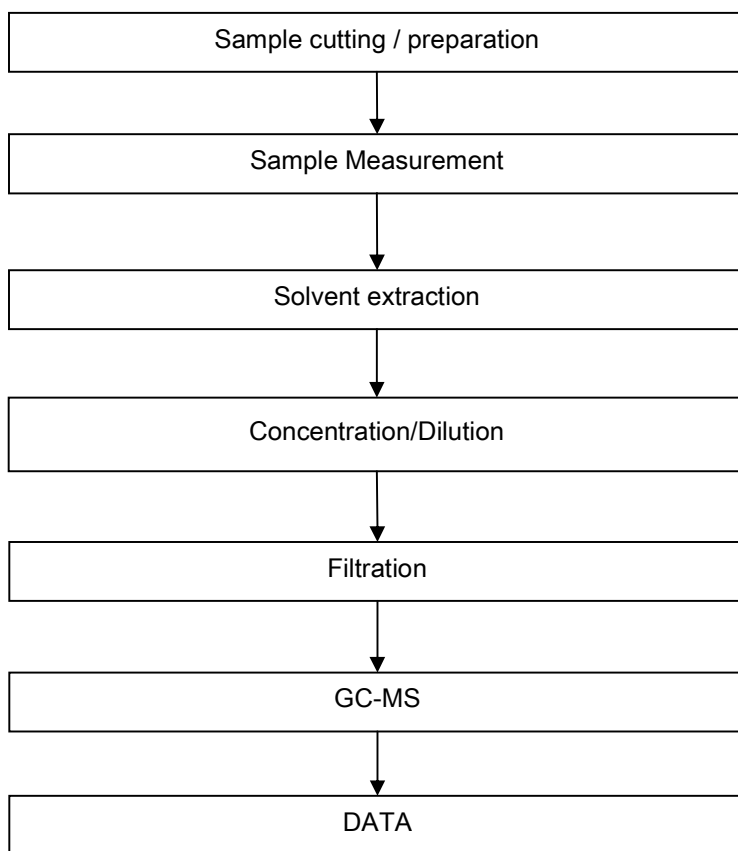 Sample cutting / preparation
Sample Measurement
Solvent extraction
Concentration/Dilution
Filtration
GC-MS
DATA